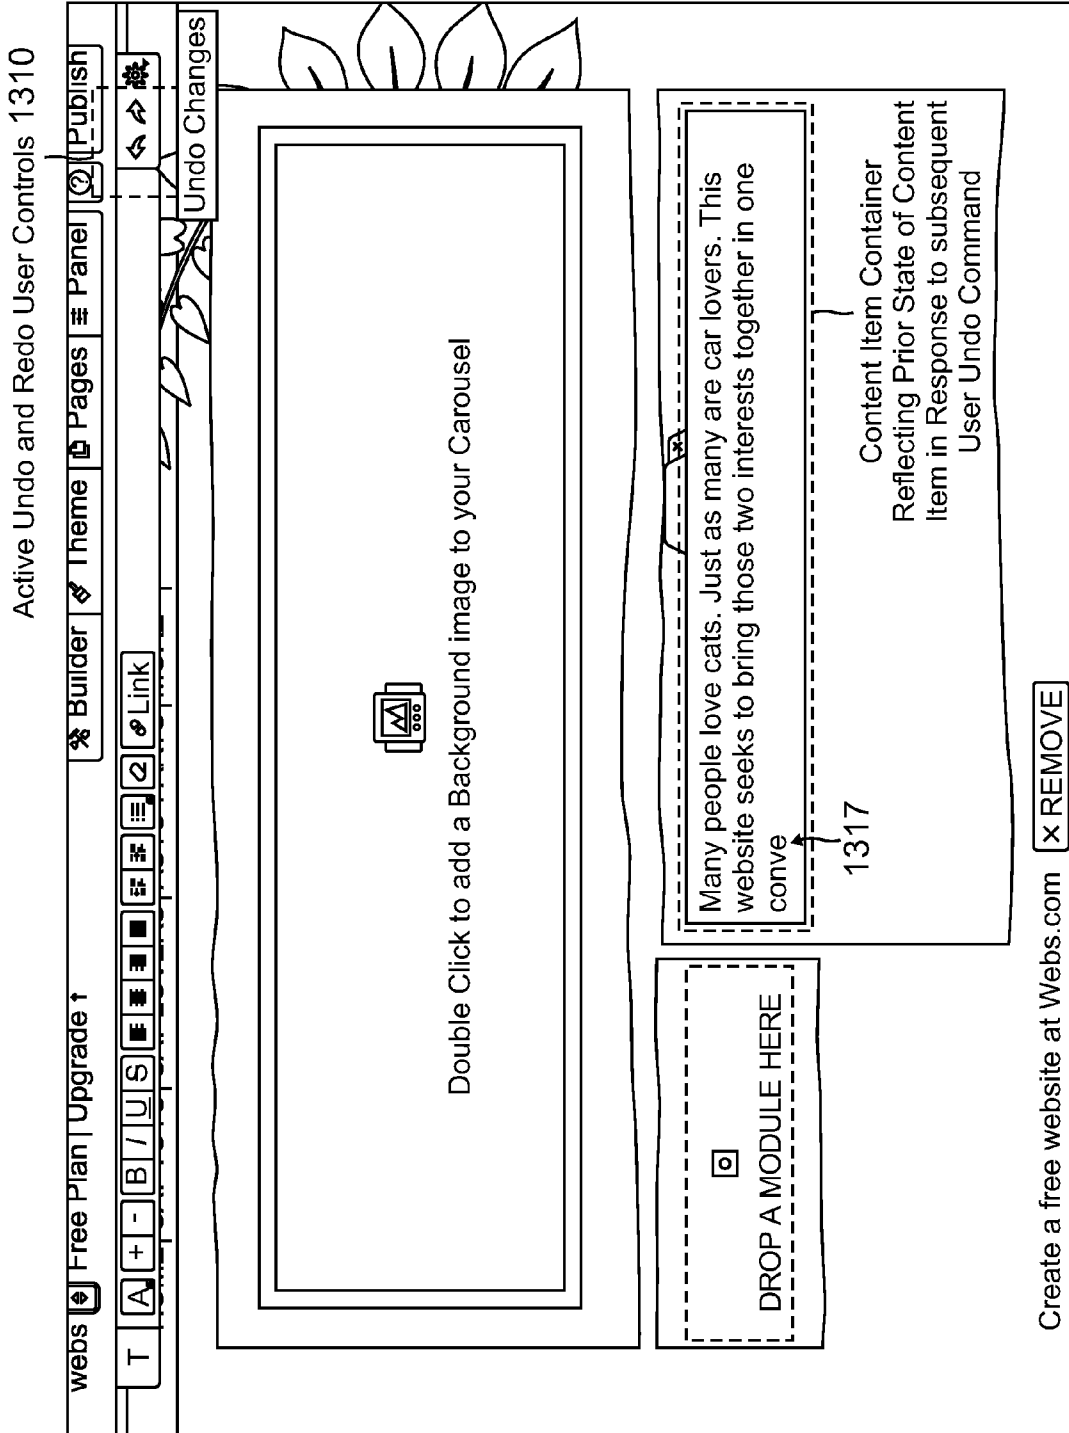 Active Undo and Redo User Controls 1310
webs Free Plan | Upgrade ↑ Builder Theme Pages Panel ? Publish
T A + - B I U S Link
Undo Changes
Double Click to add a Background image to your Carousel
DROP A MODULE HERE
Many people love cats. Just as many are car lovers. This
website seeks to bring those two interests together in one
conve
1317
Content Item Container
Reflecting Prior State of Content
Item in Response to subsequent
User Undo Command
Create a free website at Webs.com × REMOVE